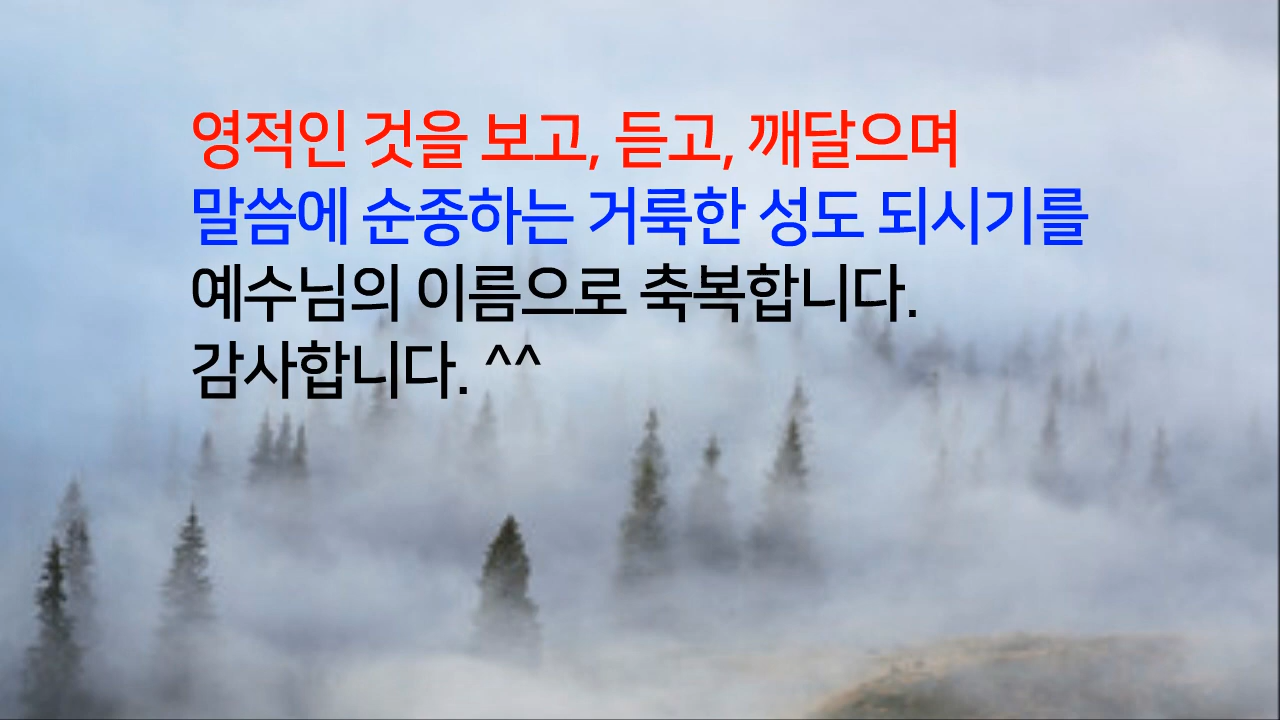 영적인 것을 보고, 듣고, 깨달으며
말씀에 순종하는 거룩한 성도 되시기를
예수님의 이름으로 축복합니다.
감사합니다. ^^